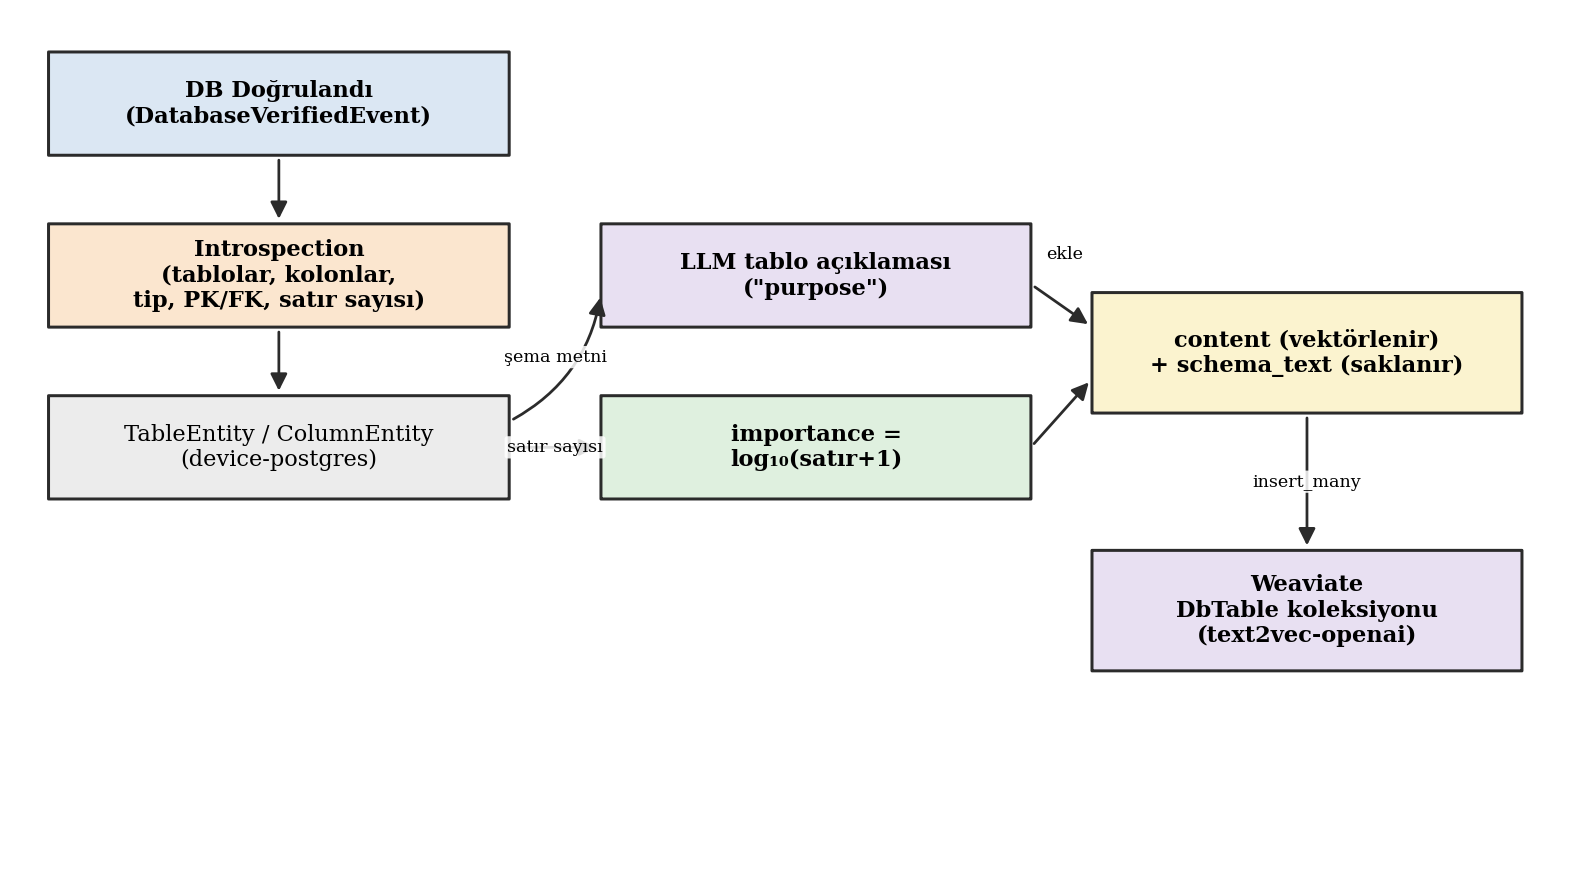 DB Doğrulandı
(DatabaseVerifiedEvent)
Introspection
(tablolar, kolonlar,
tip, PK/FK, satır sayısı)
TableEntity / ColumnEntity
(device-postgres)
şema metni
satır sayısı
LLM tablo açıklaması
("purpose")
importance =
log₁₀(satır+1)
ekle
content (vektörlenir)
+ schema_text (saklanır)
insert_many
Weaviate
DbTable koleksiyonu
(text2vec-openai)